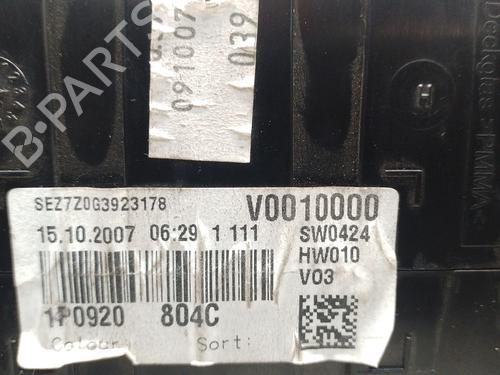 091007
039
H
>PMMA<
SEZ7Z0G3923178
V0010000
15.10.2007 06:29 1 111
SW0424
HW010
V03
1P0920 804C
Colour: Sort:
B-PARTS